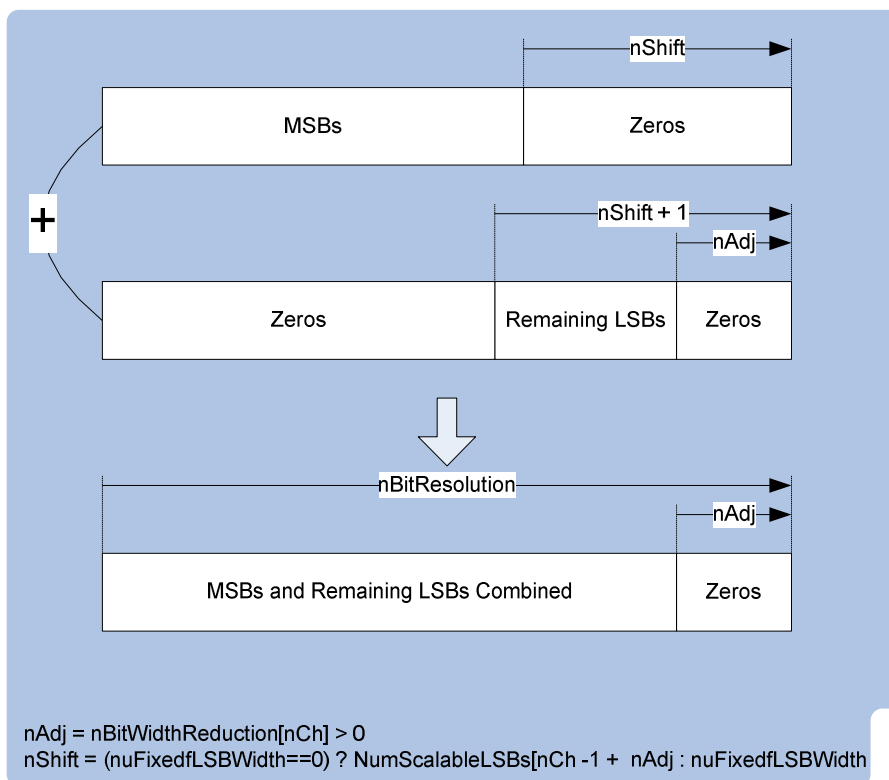 nShift
MSBs
Zeros
+
nShift + 1
nAdj
Zeros
Remaining LSBs
Zeros
nBitResolution
nAdj
MSBs and Remaining LSBs Combined
Zeros
nAdj = nBitWidthReduction[nCh] > 0
nShift = (nuFixedfLSBWidth==0) ? NumScalableLSBs[nCh -1 + nAdj : nuFixedfLSBWidth